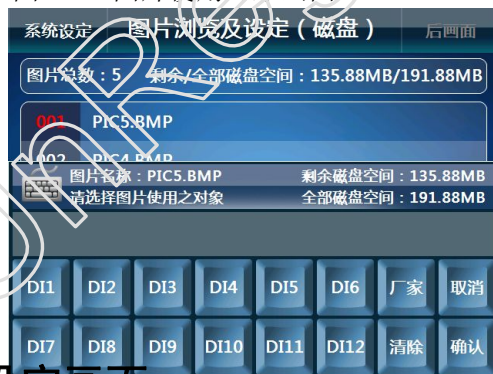 系统设定 图片浏览及设定（磁盘） 后画面
图片总数：5 剩余/全部磁盘空间：135.88MB/191.88MB
001 PIC5.BMP
002 PIC4.BMP
图片名称：PIC5.BMP 剩余磁盘空间：135.88MB
请选择图片使用之对象 全部磁盘空间：191.88MB
DI1 DI2 DI3 DI4 DI5 DI6 厂家 取消
DI7 DI8 DI9 DI10 DI11 DI12 清除 确认